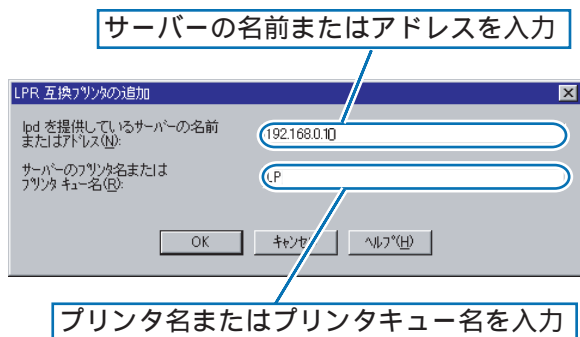 サーバーの名前またはアドレスを入力
LPR 互換プリンタの追加
lpd を提供しているサーバーの名前
またはアドレス(N):
192.168.0.10
サーバーのプリンタ名または
プリンタ キュー名(R):
OK
キャンセル
ヘルプ(H)
プリンタ名またはプリンタキュー名を入力